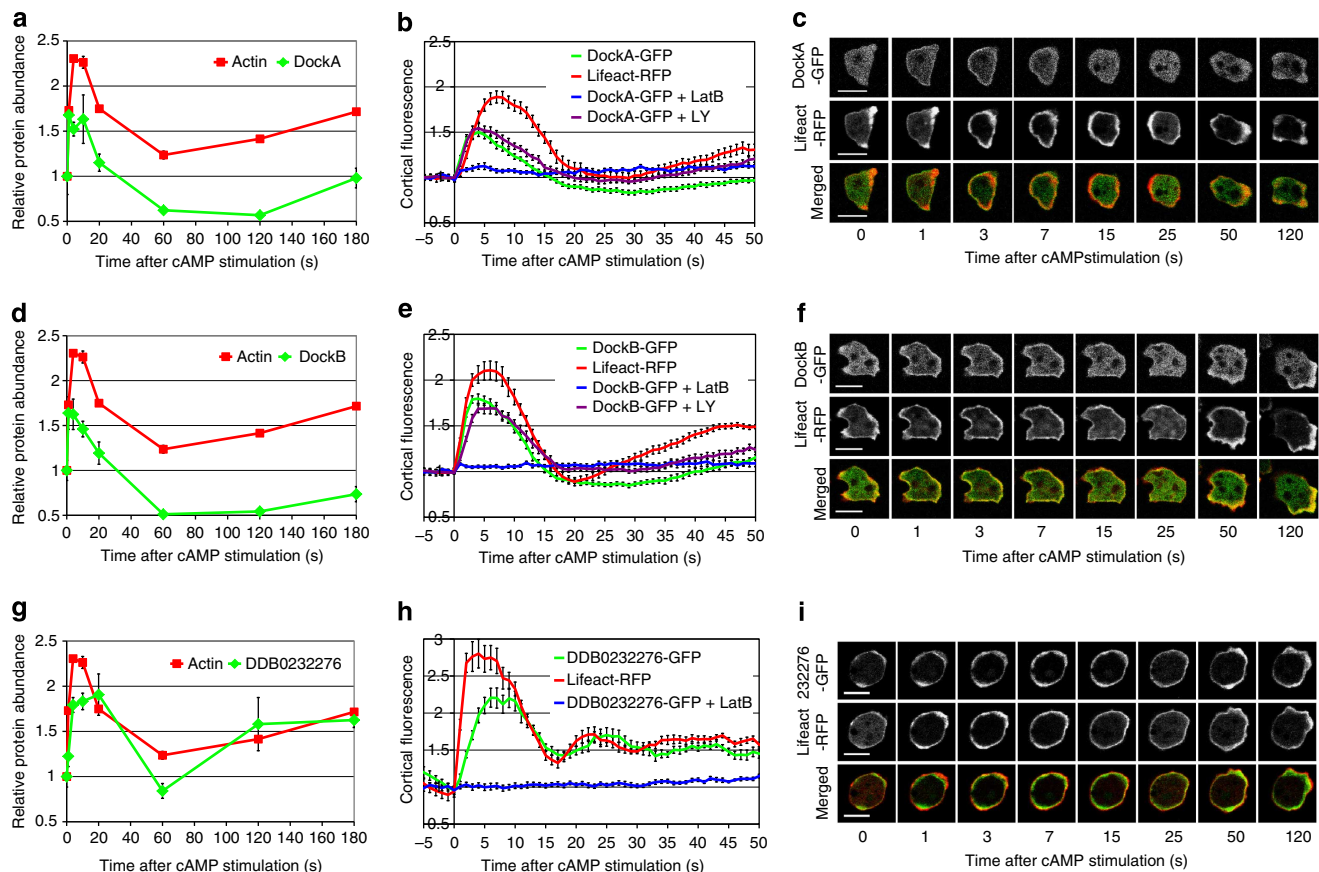 a
Relative protein abundance
2.5
2
1.5
1
0.5
Actin DockA
0 20 40 60 80 100 120 140 160 180
Time after cAMP stimulation (s)
b
Cortical fluorescence
2.5
2
1.5
1
0.5
DockA-GFP
Lifeact-RFP
DockA-GFP + LatB
DockA-GFP + LY
–5 0 5 10 15 20 25 30 35 40 45 50
Time after cAMP stimulation (s)
c
DockA
-GFP
Lifeact
-RFP
Merged
0 1 3 7 15 25 50 120
Time after cAMPstimulation (s)
d
Relative protein abundance
2.5
2
1.5
1
0.5
Actin DockB
0 20 40 60 80 100 120 140 160 180
Time after cAMP stimulation (s)
e
Cortical fluorescence
2.5
2
1.5
1
0.5
DockB-GFP
Lifeact-RFP
DockB-GFP + LatB
DockB-GFP + LY
–5 0 5 10 15 20 25 30 35 40 45 50
Time after cAMP stimulation (s)
f
DockB
-GFP
Lifeact
-RFP
Merged
0 1 3 7 15 25 50 120
Time after cAMP stimulation (s)
g
Relative protein abundance
2.5
2
1.5
1
0.5
Actin DDB0232276
0 20 40 60 80 100 120 140 160 180
Time after cAMP stimulation (s)
h
Cortical fluorescence
3
2.5
2
1.5
1
0.5
DDB0232276-GFP
Lifeact-RFP
DDB0232276-GFP + LatB
–5 0 5 10 15 20 25 30 35 40 45 50
Time after cAMP stimulation (s)
i
232276
-GFP
Lifeact
-RFP
Merged
0 1 3 7 15 25 50 120
Time after cAMP stimulation (s)